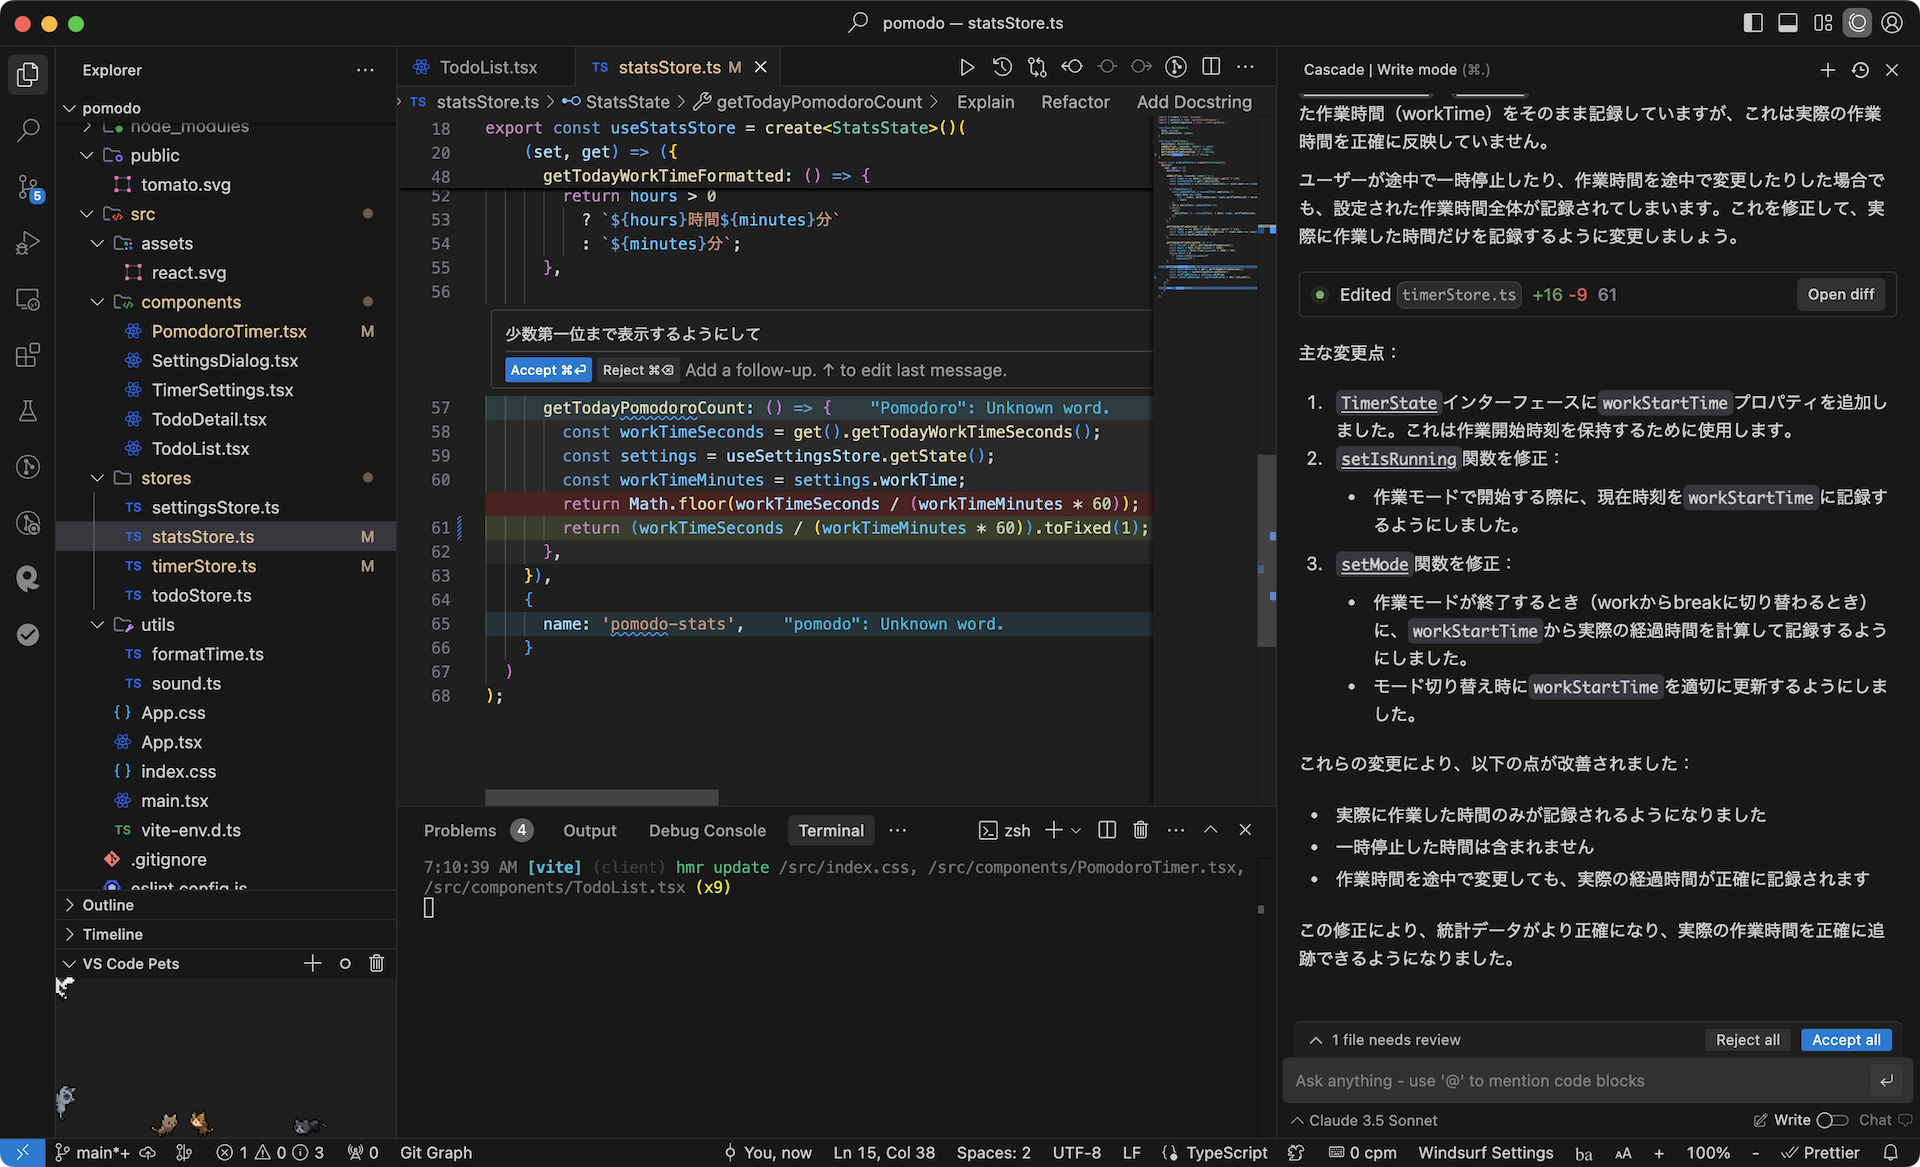 pomodo — statsStore.ts
Explorer
pomodo
node_modules
public
tomato.svg
src
assets
react.svg
components
PomodoroTimer.tsx M
SettingsDialog.tsx
TimerSettings.tsx
TodoDetail.tsx
TodoList.tsx
stores
TS settingsStore.ts
TS statsStore.ts M
TS timerStore.ts M
TS todoStore.ts
utils
TS formatTime.ts
TS sound.ts
{} App.css
App.tsx
{} index.css
main.tsx
TS vite-env.d.ts
.gitignore
eslint.config.js
Outline
Timeline
VS Code Pets
5
TodoList.tsx
TS statsStore.ts M
TS statsStore.ts > StatsState > getTodayPomodoroCount > Explain Refactor Add Docstring
18 export const useStatsStore = create<StatsState>()(
20 (set, get) => ({
48 getTodayWorkTimeFormatted: () => {
52 return hours > 0
53 ? `${hours}時間${minutes}分`
54 : `${minutes}分`;
55 },
56
少数第一位まで表示するようにして
Accept ⌘⏎ Reject ⌘⌫ Add a follow-up. ↑ to edit last message.
57 getTodayPomodoroCount: () => { "Pomodoro": Unknown word.
58 const workTimeSeconds = get().getTodayWorkTimeSeconds();
59 const settings = useSettingsStore.getState();
60 const workTimeMinutes = settings.workTime;
return Math.floor(workTimeSeconds / (workTimeMinutes * 60));
61 return (workTimeSeconds / (workTimeMinutes * 60)).toFixed(1);
62 },
63 }),
64 {
65 name: 'pomodo-stats', "pomodo": Unknown word.
66 }
67 )
68 );
Problems 4 Output Debug Console Terminal zsh
7:10:39 AM [vite] (client) hmr update /src/index.css, /src/components/PomodoroTimer.tsx,
/src/components/TodoList.tsx (x9)
Cascade | Write mode (⌘.)
た作業時間（workTime）をそのまま記録していますが、これは実際の作業
時間を正確に反映していません。
ユーザーが途中で一時停止したり、作業時間を途中で変更したりした場合で
も、設定された作業時間全体が記録されてしまいます。これを修正して、実
際に作業した時間だけを記録するように変更しましょう。
Edited timerStore.ts +16 -9 61 Open diff
主な変更点：
1. TimerState インターフェースに workStartTime プロパティを追加し
ました。これは作業開始時刻を保持するために使用します。
2. setIsRunning 関数を修正：
• 作業モードで開始する際に、現在時刻を workStartTime に記録す
るようにしました。
3. setMode 関数を修正：
• 作業モードが終了するとき（workからbreakに切り替わるとき）
に、workStartTime から実際の経過時間を計算して記録するよう
にしました。
• モード切り替え時に workStartTime を適切に更新するようにしま
した。
これらの変更により、以下の点が改善されました：
• 実際に作業した時間のみが記録されるようになりました
• 一時停止した時間は含まれません
• 作業時間を途中で変更しても、実際の経過時間が正確に記録されます
この修正により、統計データがより正確になり、実際の作業時間を正確に追
跡できるようになりました。
1 file needs review Reject all Accept all
Ask anything - use '@' to mention code blocks
Claude 3.5 Sonnet Write Chat
main*+ 1 0 3 0 Git Graph You, now Ln 15, Col 38 Spaces: 2 UTF-8 LF TypeScript 0 cpm Windsurf Settings ba AA + 100% - Prettier